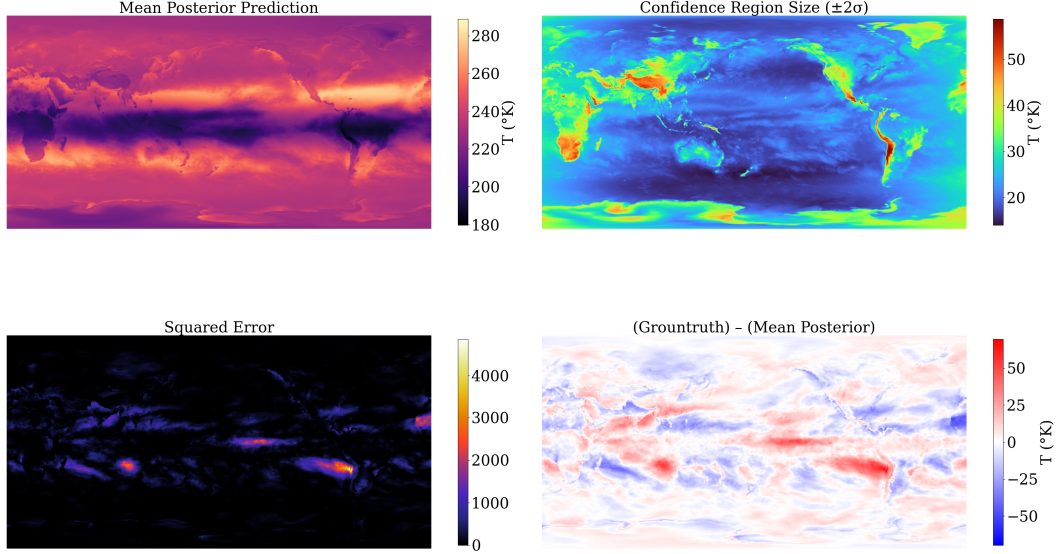 Mean Posterior Prediction
280
260
240
220
200
180
T (°K)
Confidence Region Size (±2σ)
50
40
30
20
T (°K)
Squared Error
4000
3000
2000
1000
0
(Grountruth) – (Mean Posterior)
50
25
0
−25
−50
T (°K)